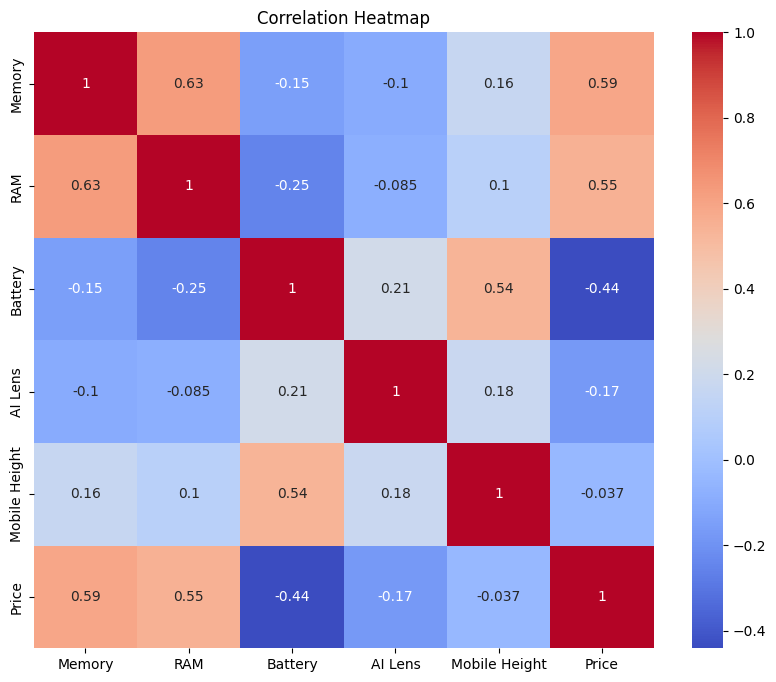 Correlation Heatmap
Memory 1 0.63 -0.15 -0.1 0.16 0.59
RAM 0.63 1 -0.25 -0.085 0.1 0.55
Battery -0.15 -0.25 1 0.21 0.54 -0.44
AI Lens -0.1 -0.085 0.21 1 0.18 -0.17
Mobile Height 0.16 0.1 0.54 0.18 1 -0.037
Price 0.59 0.55 -0.44 -0.17 -0.037 1
Memory RAM Battery AI Lens Mobile Height Price
1.0
0.8
0.6
0.4
0.2
0.0
−0.2
−0.4